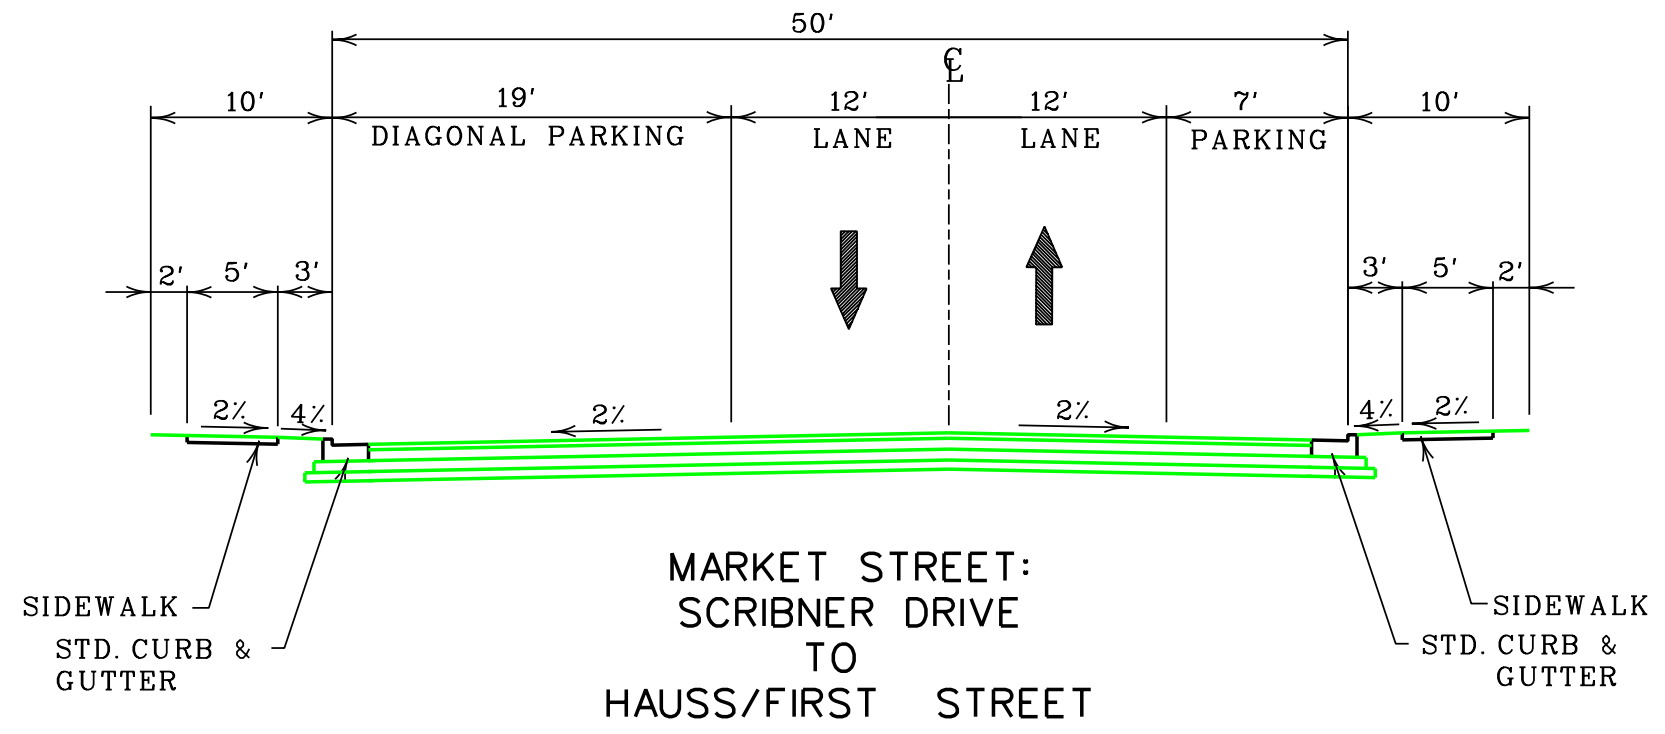 50'
℄
10' 19' 12' 12' 7' 10'
DIAGONAL PARKING LANE LANE PARKING
2' 5' 3' 3' 5' 2'
2% 4% 2% 2% 4% 2%
MARKET STREET:
SCRIBNER DRIVE
TO
HAUSS/FIRST STREET
SIDEWALK
STD. CURB &
GUTTER
SIDEWALK
STD. CURB &
GUTTER